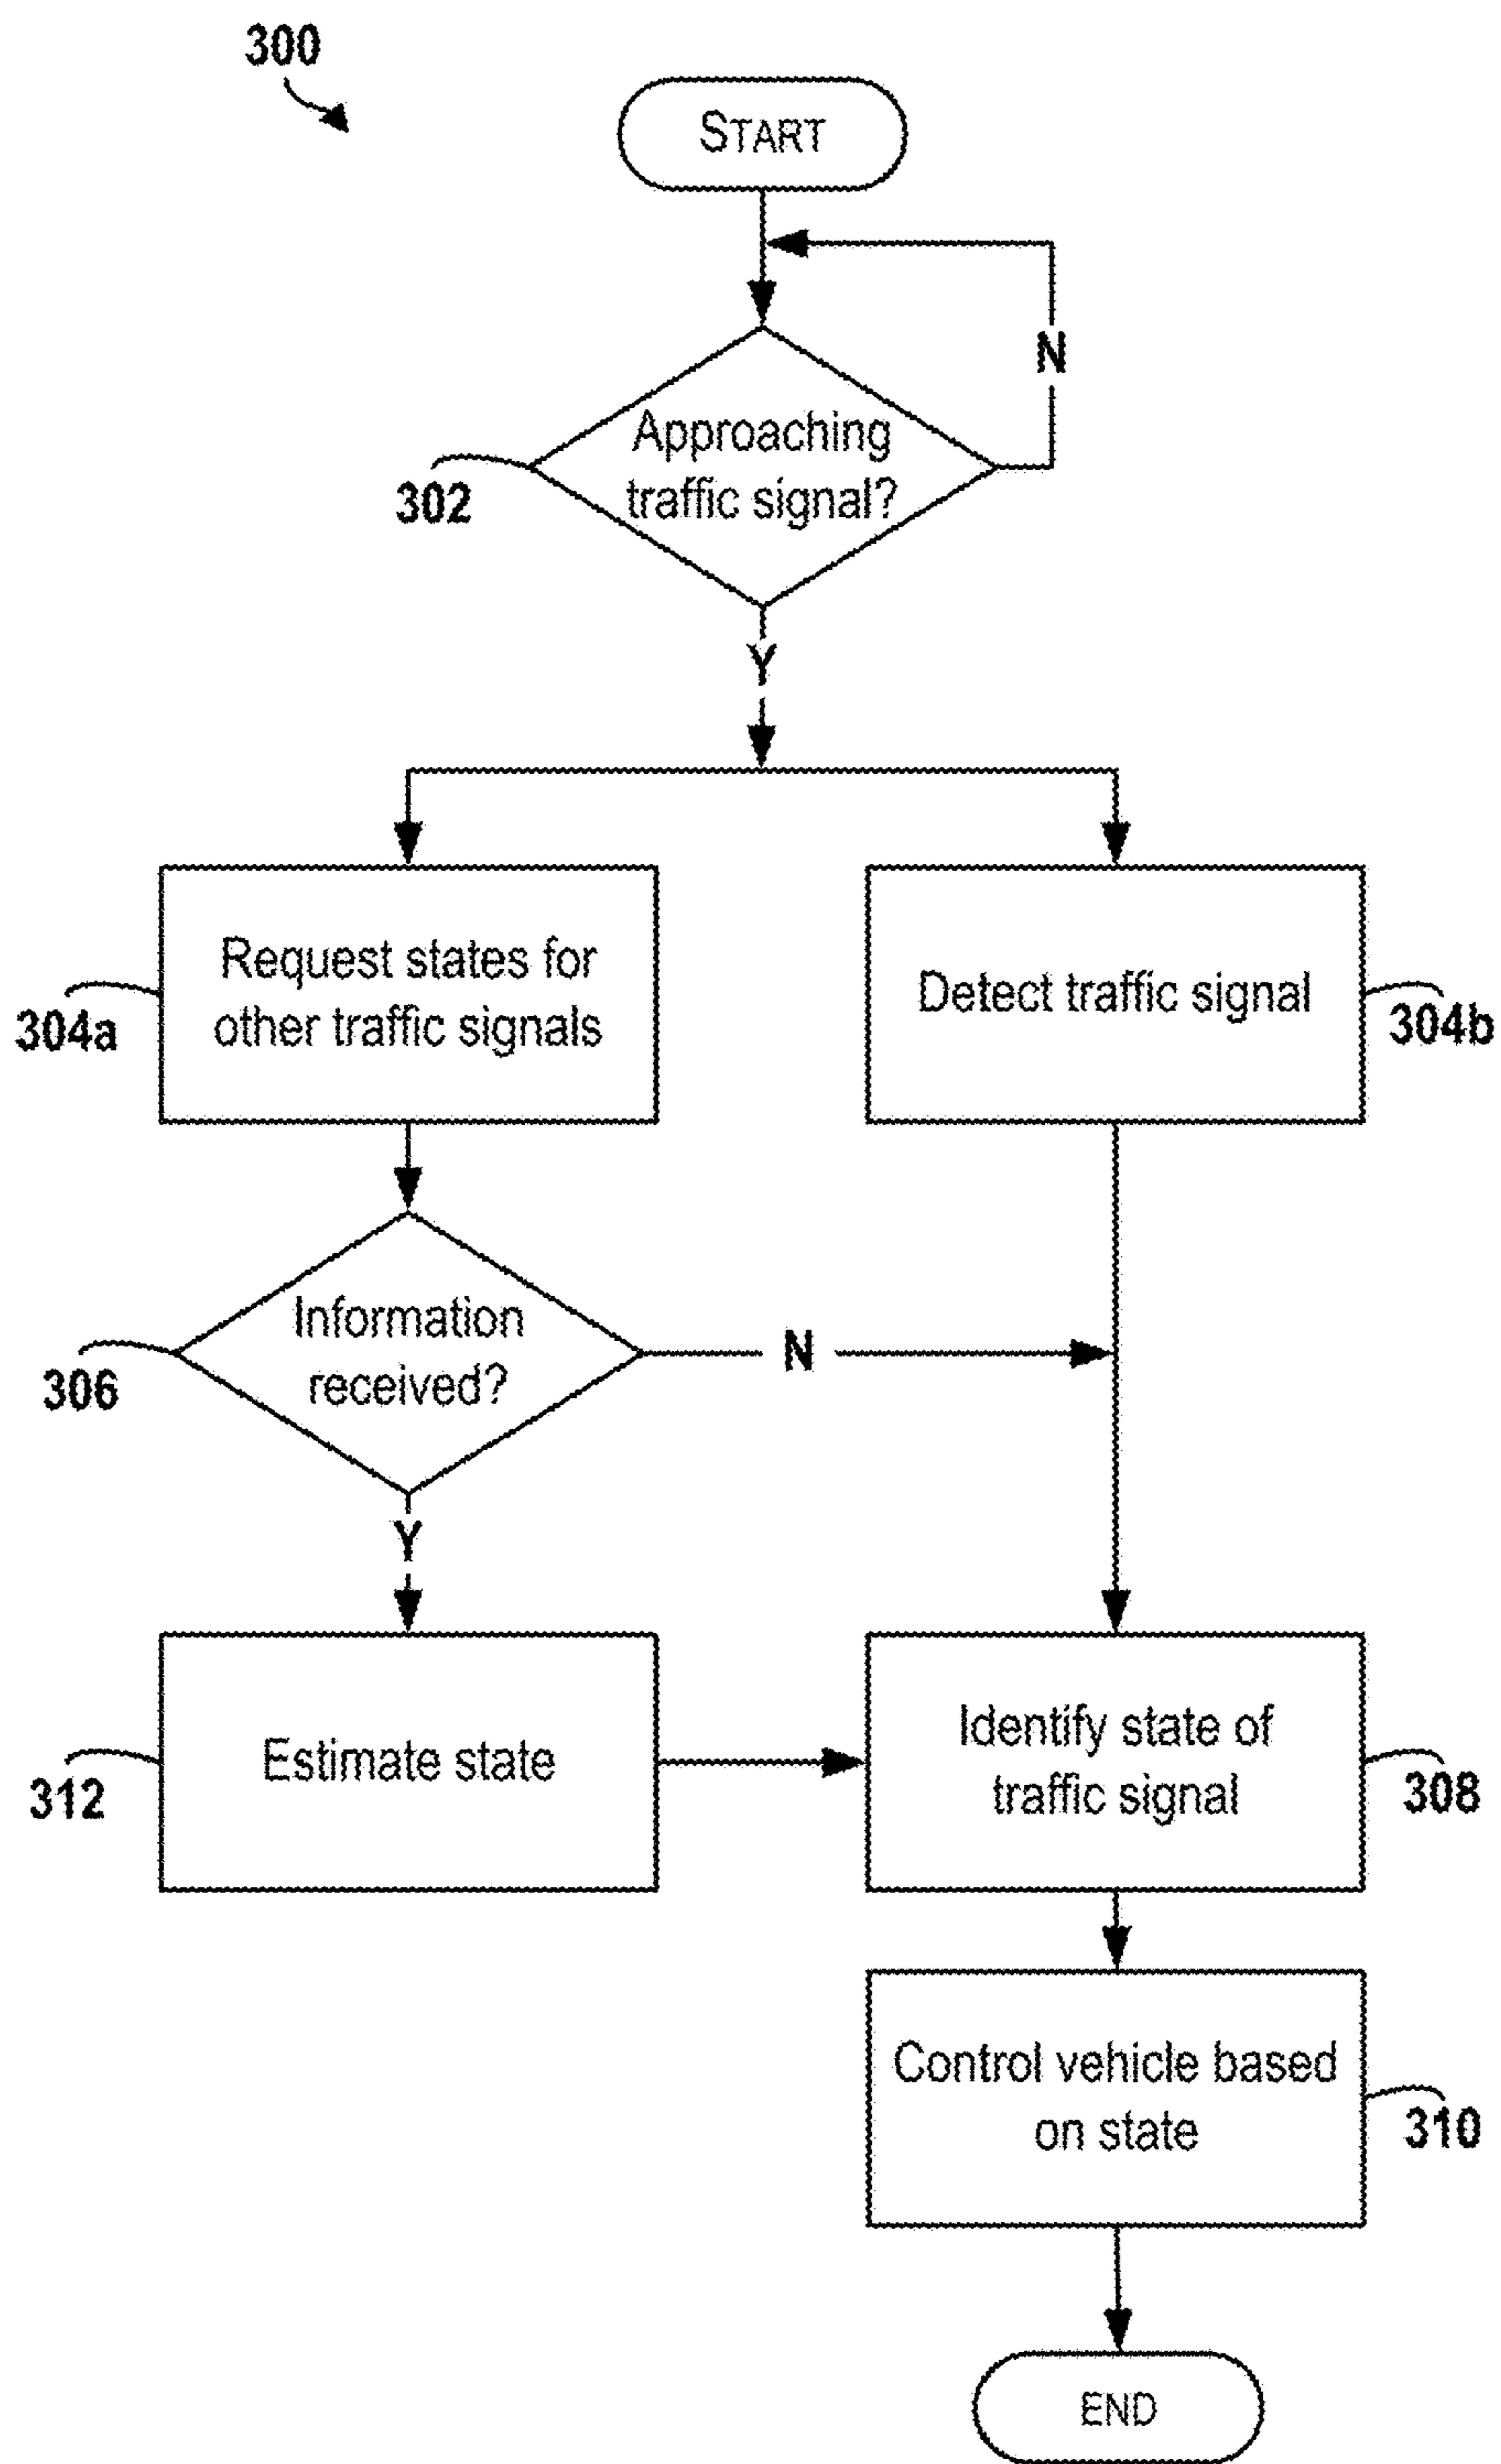 300
START
N
Approaching
traffic signal?
302
Y
Request states for
other traffic signals
304a
Detect traffic signal
304b
Information
received?
N
306
Y
Estimate state
312
Identify state of
traffic signal
308
Control vehicle based
on state
310
END